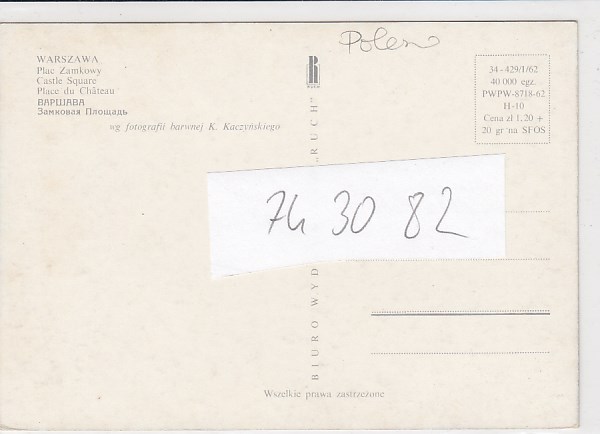 Polen
WARSZAWA
Plac Zamkowy
Castle Square
Place du Château
ВАРШАВА
Замковая Площадь
wg fotografii barwnej K. Kaczyńskiego
R
34-429/1/62
40 000 egz.
PWPW-8718-62
H-10
Cena zł 1.20 +
20 gr na SFOS
BIURO WYD "RUCH"
74 30 82
Wszelkie prawa zastrzeżone